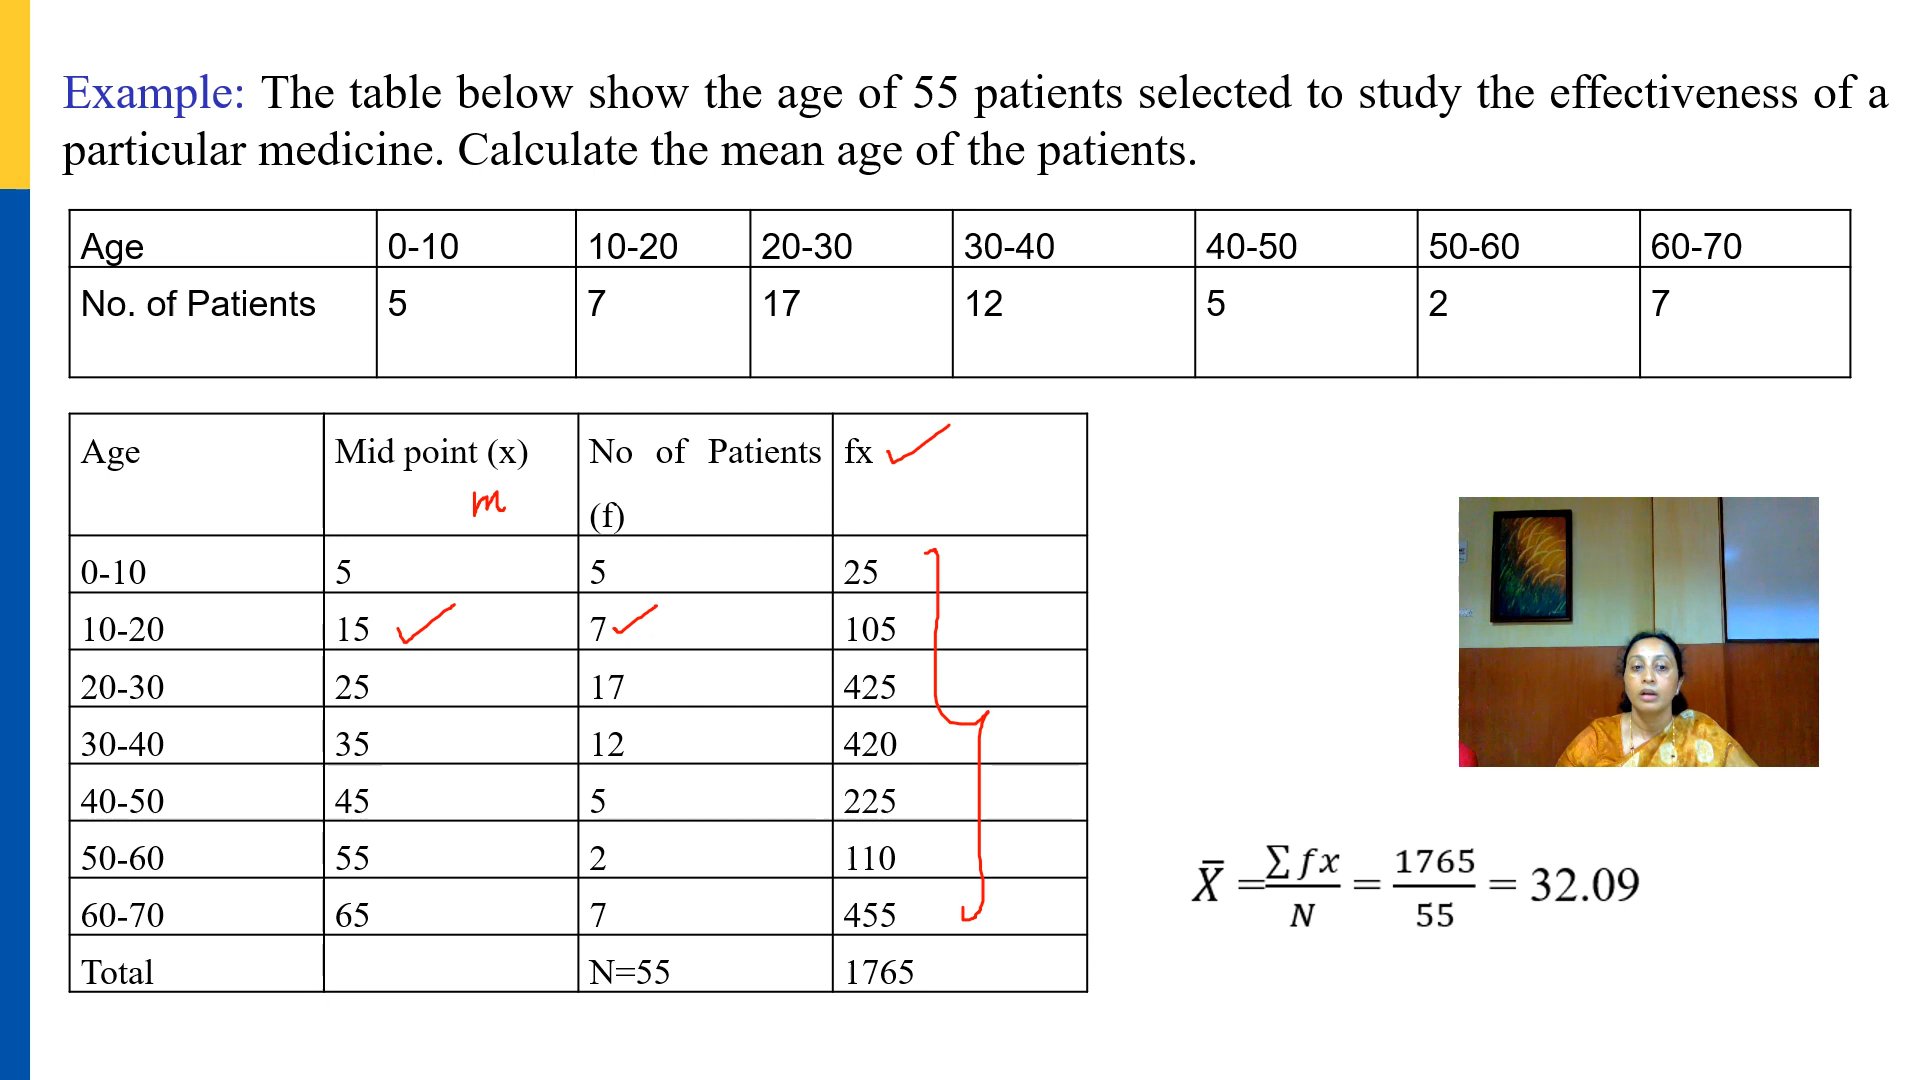 Example: The table below show the age of 55 patients selected to study the effectiveness of a
particular medicine. Calculate the mean age of the patients.
Age 0-10 10-20 20-30 30-40 40-50 50-60 60-70
No. of Patients 5 7 17 12 5 2 7
Age Mid point (x) No of Patients fx
m (f)
0-10 5 5 25
10-20 15 7 105
20-30 25 17 425
30-40 35 12 420
40-50 45 5 225
50-60 55 2 110
60-70 65 7 455
Total N=55 1765
X̄ = ∑fx / N = 1765 / 55 = 32.09